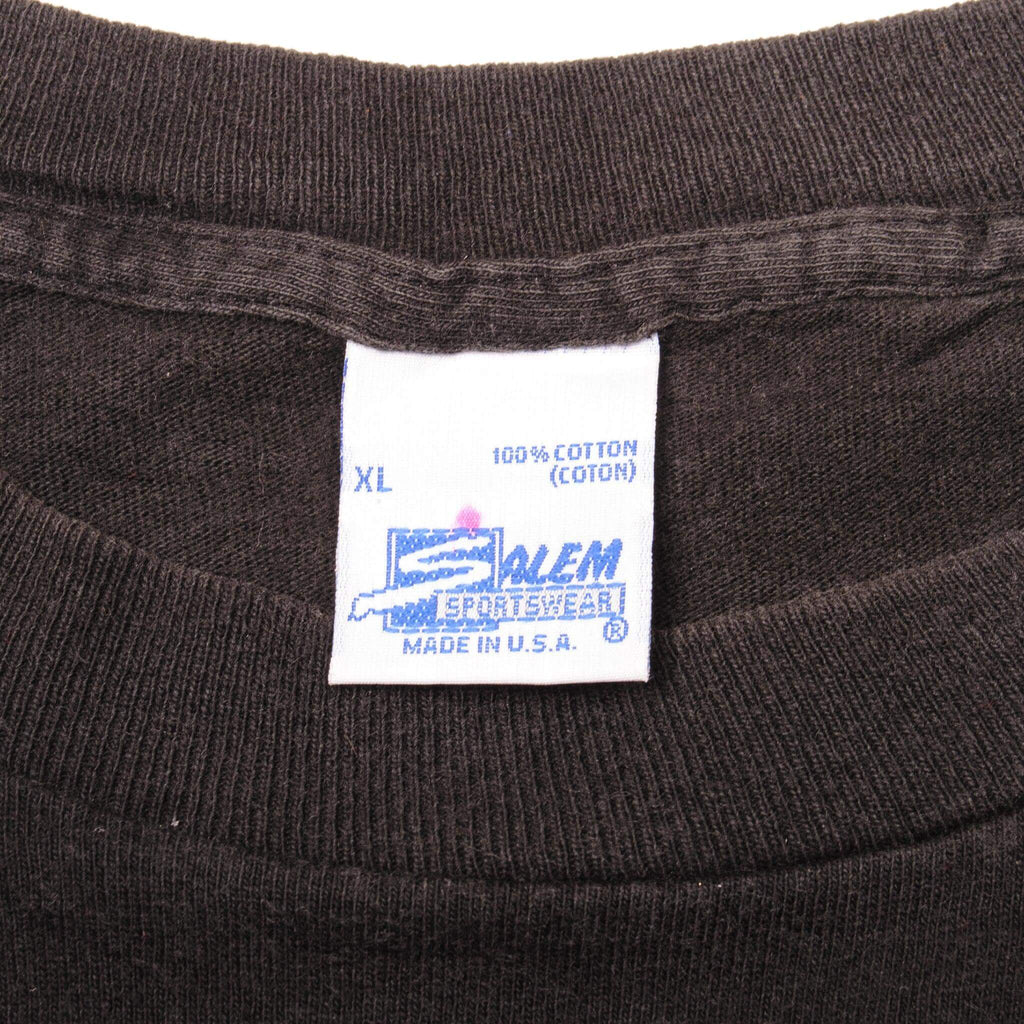 100% COTTON
XL (COTON)
SALEM
SPORTSWEAR
®
MADE IN U.S.A.